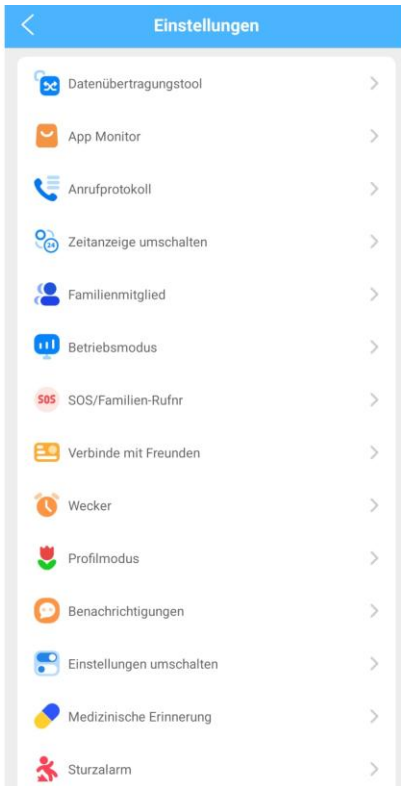 Einstellungen
Datenübertragungstool
App Monitor
Anrufprotokoll
24
Zeitanzeige umschalten
Familienmitglied
Betriebsmodus
SOS SOS/Familien-Rufnr
Verbinde mit Freunden
Wecker
Profilmodus
Benachrichtigungen
Einstellungen umschalten
Medizinische Erinnerung
Sturzalarm